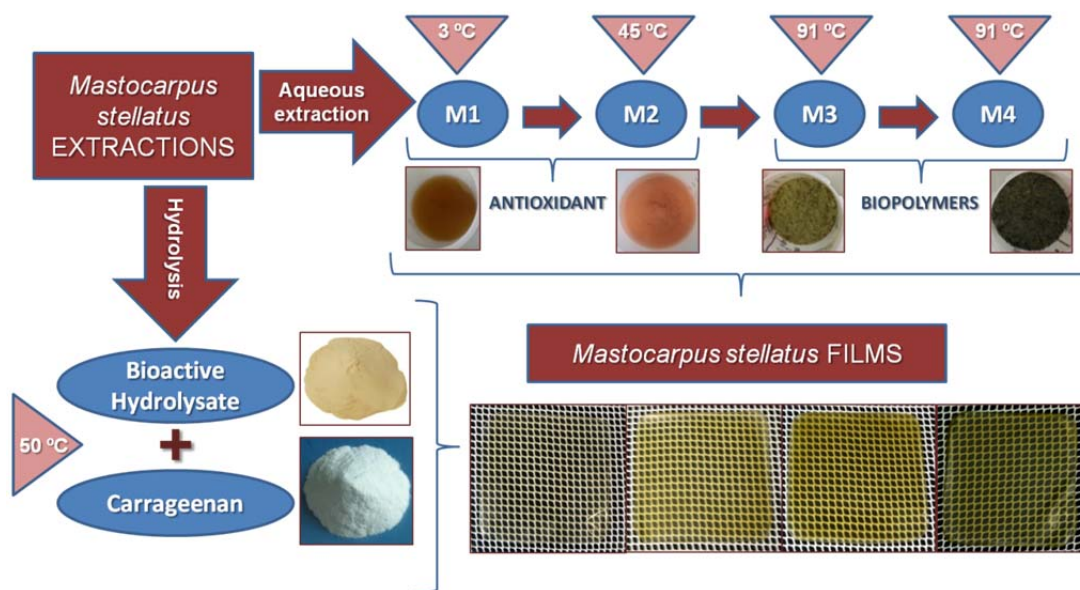 Mastocarpus
stellatus
EXTRACTIONS
Aqueous
extraction
3 ºC
45 ºC
91 ºC
91 ºC
M1
M2
M3
M4
ANTIOXIDANT
BIOPOLYMERS
Hydrolysis
Bioactive
Hydrolysate
50 ºC
+
Carrageenan
Mastocarpus stellatus FILMS